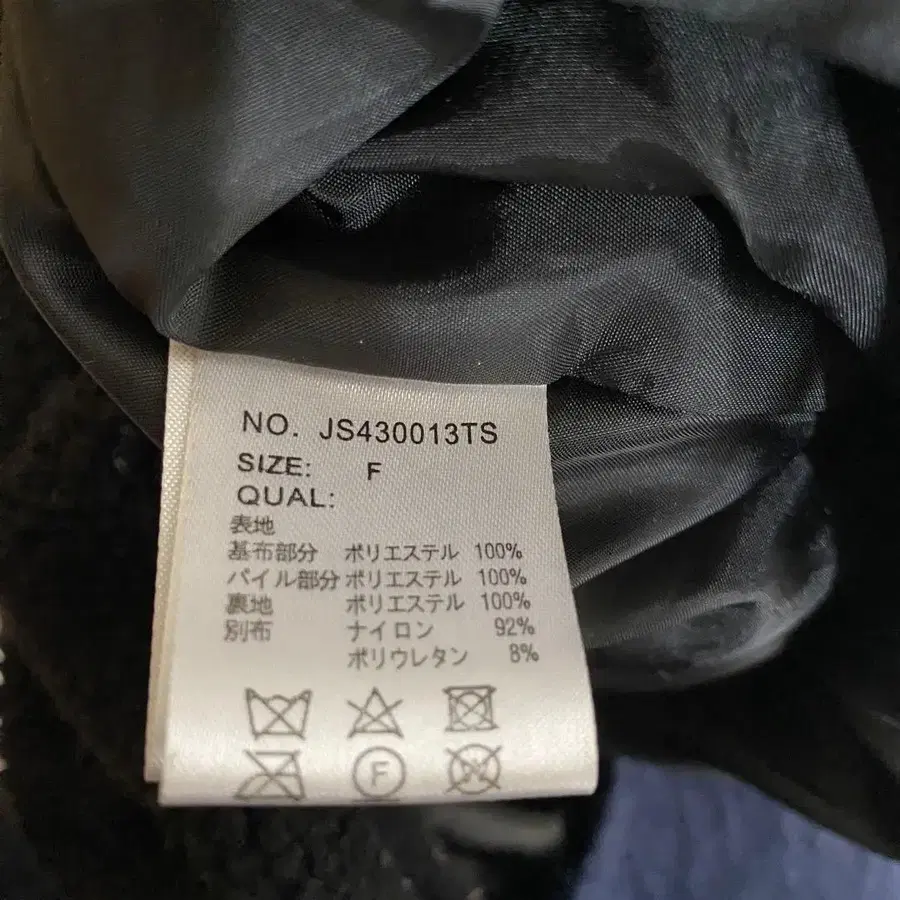 NO. JS430013TS
SIZE: F
QUAL:
表地
基布部分 ポリエステル 100%
パイル部分 ポリエステル 100%
裏地 ポリエステル 100%
別布 ナイロン 92%
ポリウレタン 8%
F
W